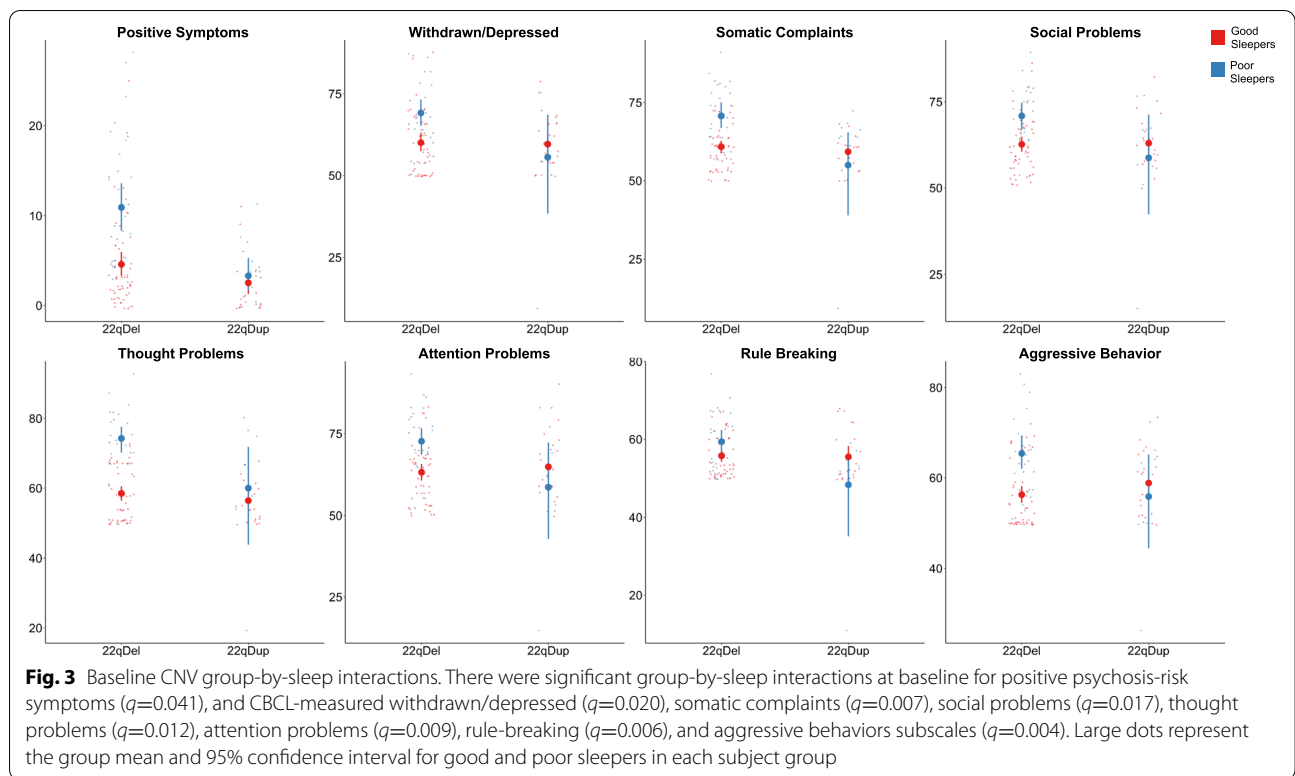 Positive Symptoms
Withdrawn/Depressed
Somatic Complaints
Social Problems
Good
Sleepers
Poor
Sleepers
20
10
0
22qDel
22qDup
75
50
25
22qDel
22qDup
75
50
25
22qDel
22qDup
75
50
25
22qDel
22qDup
Thought Problems
Attention Problems
Rule Breaking
Aggressive Behavior
80
60
40
20
22qDel
22qDup
75
50
25
22qDel
22qDup
80
60
40
20
22qDel
22qDup
80
60
40
22qDel
22qDup
Fig. 3 Baseline CNV group-by-sleep interactions. There were significant group-by-sleep interactions at baseline for positive psychosis-risk
symptoms (q=0.041), and CBCL-measured withdrawn/depressed (q=0.020), somatic complaints (q=0.007), social problems (q=0.017), thought
problems (q=0.012), attention problems (q=0.009), rule-breaking (q=0.006), and aggressive behaviors subscales (q=0.004). Large dots represent
the group mean and 95% confidence interval for good and poor sleepers in each subject group